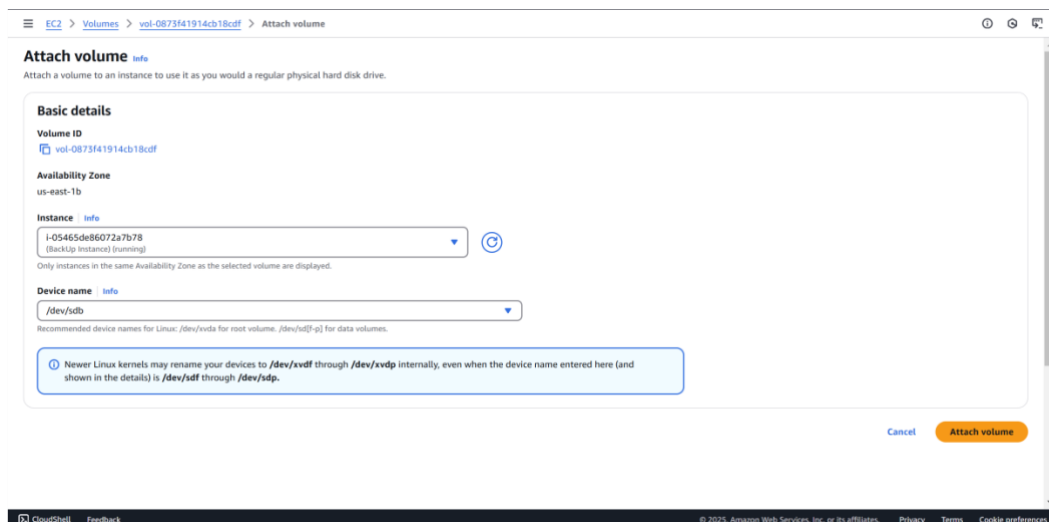 EC2 > Volumes > vol-0873f41914cb18cdf > Attach volume
Attach volume Info
Attach a volume to an instance to use it as you would a regular physical hard disk drive.
Basic details
Volume ID
vol-0873f41914cb18cdf
Availability Zone
us-east-1b
Instance Info
i-05465de86072a7b78
(BackUp Instance) (running)
Only instances in the same Availability Zone as the selected volume are displayed.
Device name Info
/dev/sdb
Recommended device names for Linux: /dev/xvda for root volume. /dev/sd[f-p] for data volumes.
Newer Linux kernels may rename your devices to /dev/xvdf through /dev/xvdp internally, even when the device name entered here (and
shown in the details) is /dev/sdf through /dev/sdp.
Cancel Attach volume
CloudShell Feedback © 2025, Amazon Web Services, Inc. or its affiliates. Privacy Terms Cookie preferences